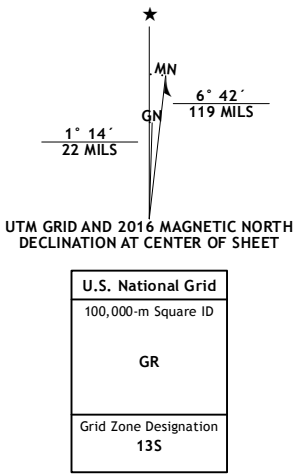 ★
MN
6° 42´
119 MILS
GN
1° 14´
22 MILS
UTM GRID AND 2016 MAGNETIC NORTH
DECLINATION AT CENTER OF SHEET
U.S. National Grid
100,000-m Square ID
GR
Grid Zone Designation
13S